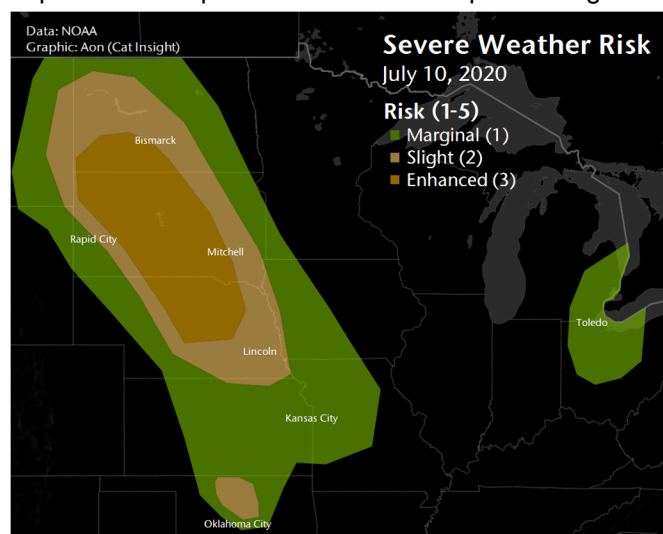 Data: NOAA
Graphic: Aon (Cat Insight)
Severe Weather Risk
July 10, 2020
Risk (1-5)
Marginal (1)
Slight (2)
Enhanced (3)
Bismarck
Rapid City
Mitchell
Toledo
Lincoln
Kansas City
Oklahoma City